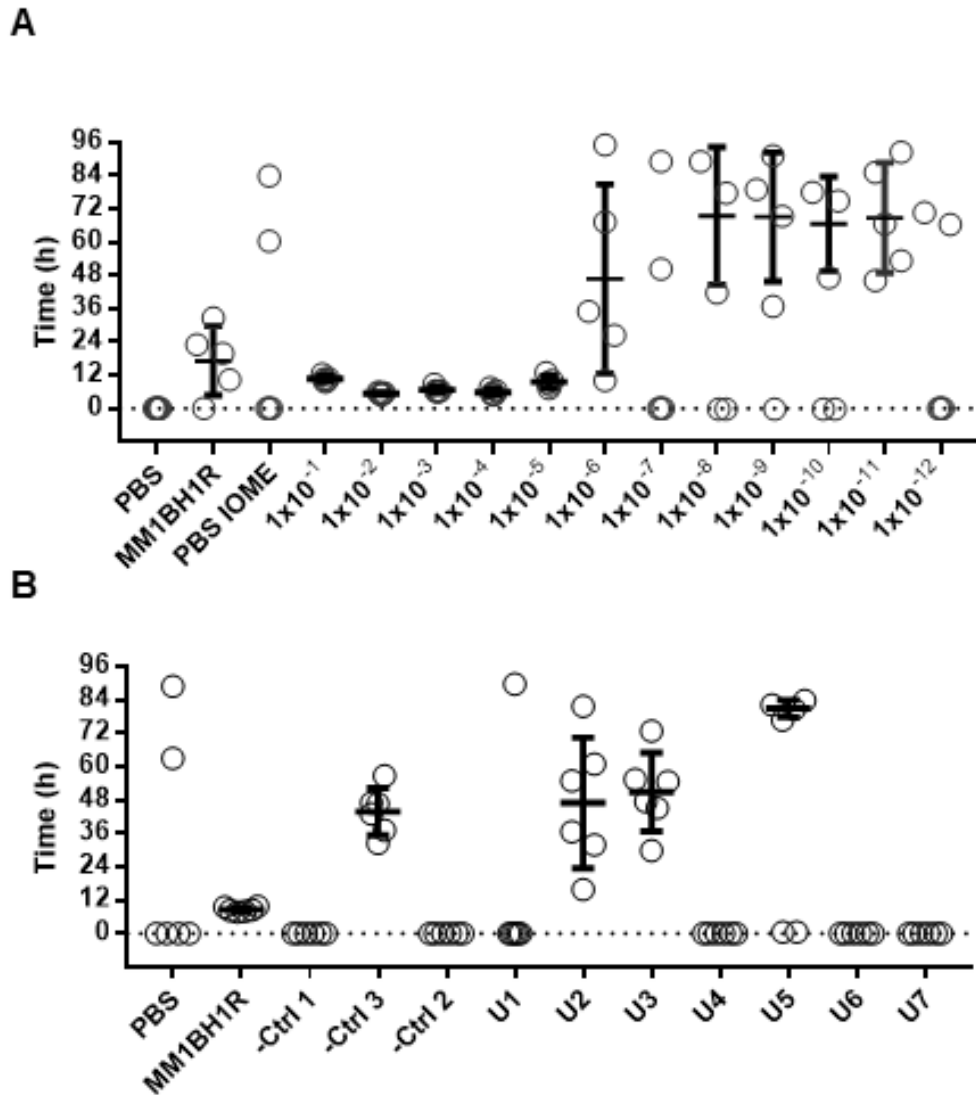 A
Time (h)
96
84
72
60
48
36
24
12
0
PBS
MM1BH1R
PBS IOME
1x10⁻¹
1x10⁻²
1x10⁻³
1x10⁻⁴
1x10⁻⁵
1x10⁻⁶
1x10⁻⁷
1x10⁻⁸
1x10⁻⁹
1x10⁻¹⁰
1x10⁻¹¹
1x10⁻¹²
B
Time (h)
96
84
72
60
48
36
24
12
0
PBS
MM1BH1R
-Ctrl 1
-Ctrl 3
-Ctrl 2
U1
U2
U3
U4
U5
U6
U7